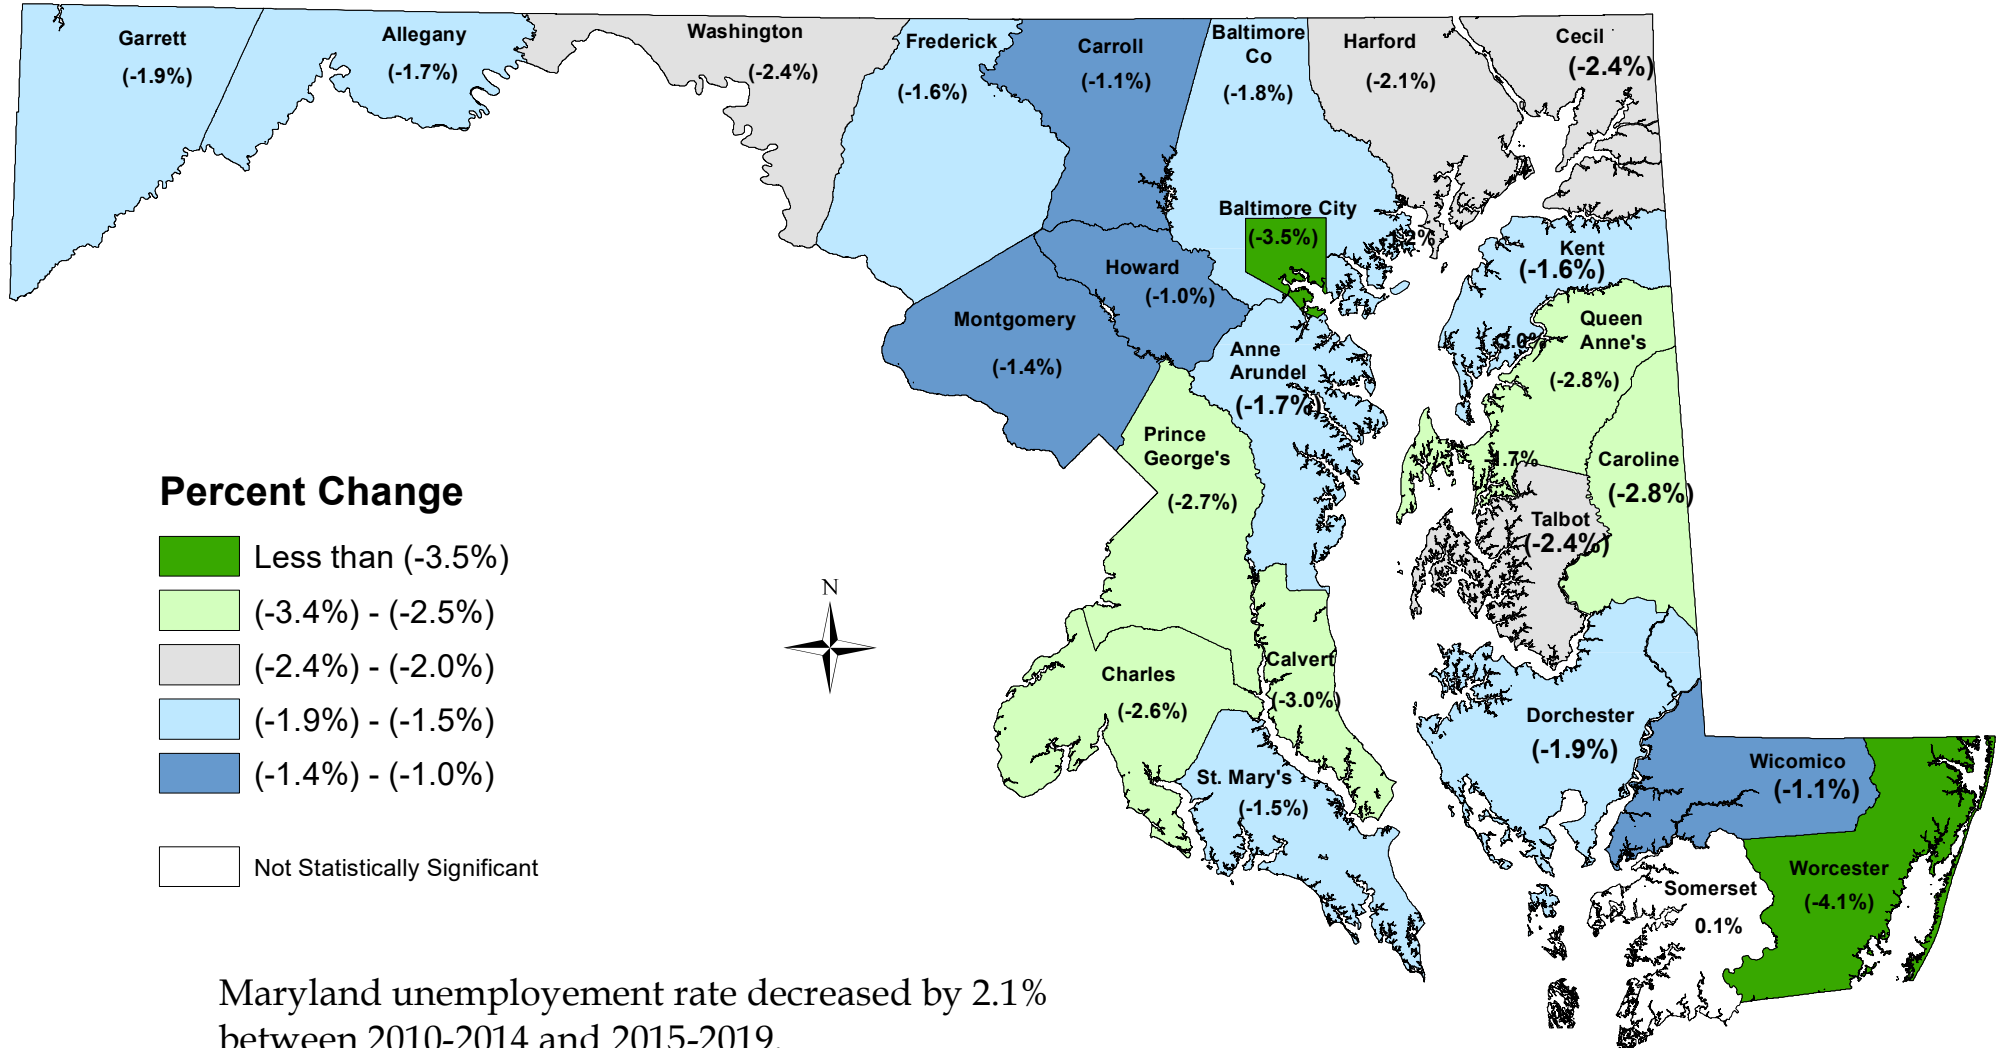 Garrett
(-1.9%)
Allegany
(-1.7%)
Washington
(-2.4%)
Frederick
(-1.6%)
Carroll
(-1.1%)
Baltimore
Co
(-1.8%)
Harford
(-2.1%)
Cecil
(-2.4%)
Baltimore City
(-3.5%)
Kent
(-1.6%)
Howard
(-1.0%)
Montgomery
(-1.4%)
Queen
Anne's
(-2.8%)
Anne
Arundel
(-1.7%)
Prince
George's
(-2.7%)
Caroline
(-2.8%)
Talbot
(-2.4%)
Percent Change
Less than (-3.5%)
(-3.4%) - (-2.5%)
(-2.4%) - (-2.0%)
(-1.9%) - (-1.5%)
(-1.4%) - (-1.0%)
Not Statistically Significant
N
Charles
(-2.6%)
Calvert
(-3.0%)
St. Mary's
(-1.5%)
Dorchester
(-1.9%)
Wicomico
(-1.1%)
Worcester
(-4.1%)
Somerset
0.1%
Maryland unemployement rate decreased by 2.1%
between 2010-2014 and 2015-2019.